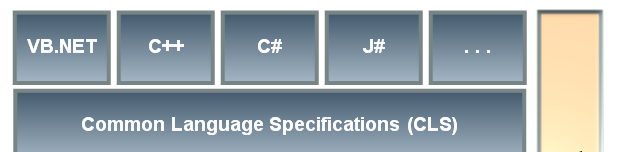 VB.NET C++ C# J# ...
Common Language Specifications (CLS)